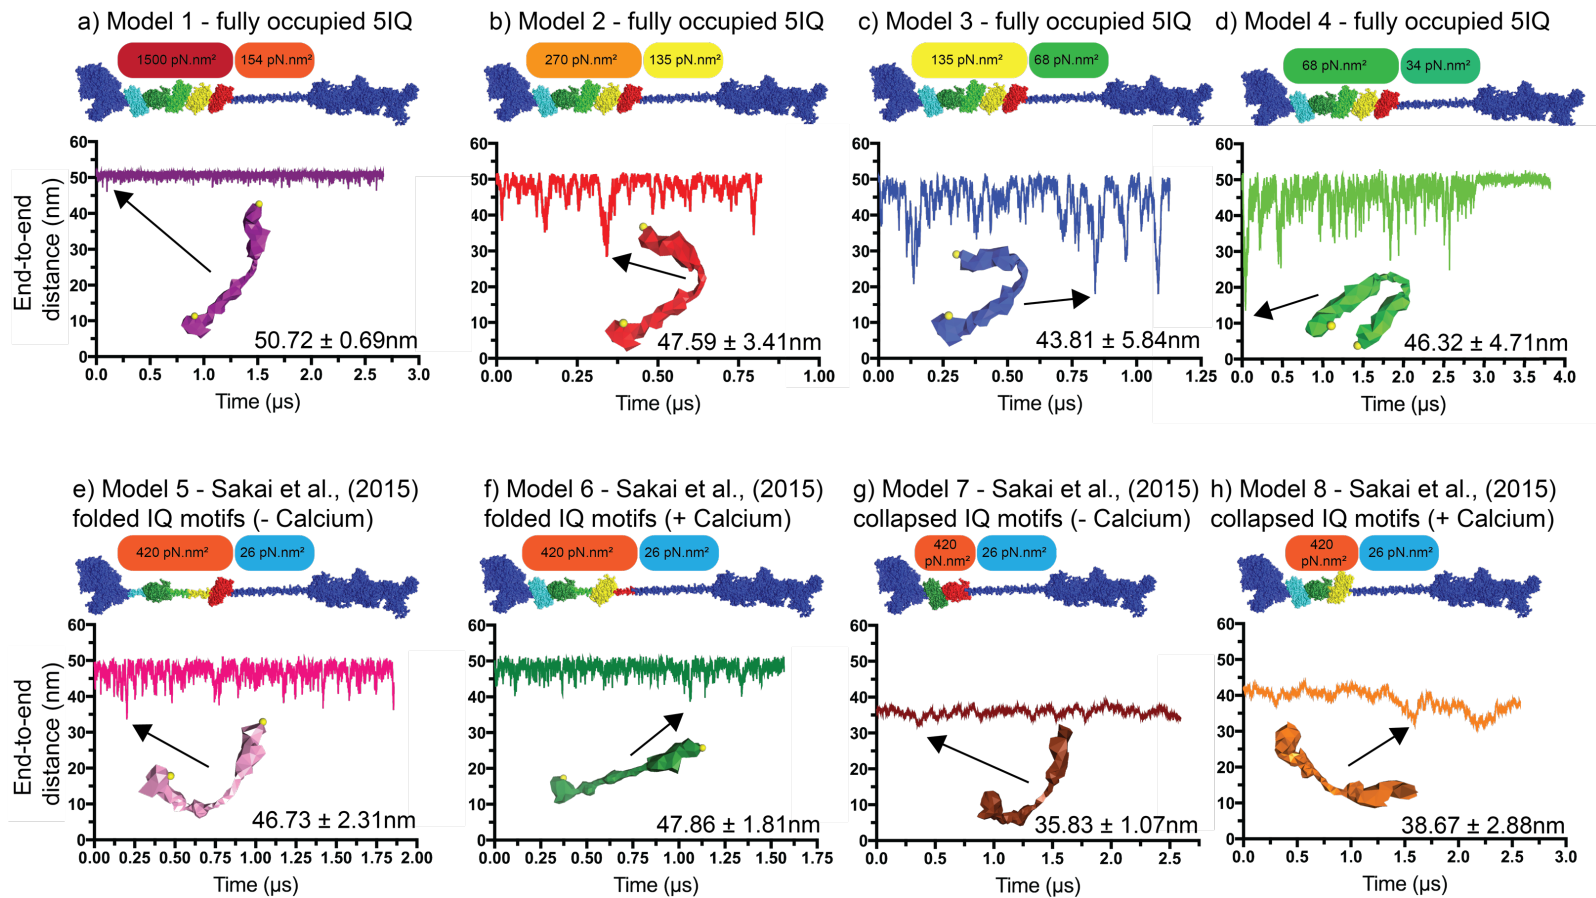 a) Model 1 - fully occupied 5IQ
1500 pN.nm²
154 pN.nm²
End-to-end
distance (nm)
60
50
40
30
20
10
0
50.72 ± 0.69nm
0.0 0.5 1.0 1.5 2.0 2.5 3.0
Time (µs)
b) Model 2 - fully occupied 5IQ
270 pN.nm²
135 pN.nm²
60
50
40
30
20
10
0
47.59 ± 3.41nm
0.00 0.25 0.50 0.75 1.00
Time (µs)
c) Model 3 - fully occupied 5IQ
135 pN.nm²
68 pN.nm²
60
50
40
30
20
10
0
43.81 ± 5.84nm
0.00 0.25 0.50 0.75 1.00 1.25
Time (µs)
d) Model 4 - fully occupied 5IQ
68 pN.nm²
34 pN.nm²
60
50
40
30
20
10
0
46.32 ± 4.71nm
0.0 0.5 1.0 1.5 2.0 2.5 3.0 3.5 4.0
Time (µs)
e) Model 5 - Sakai et al., (2015)
folded IQ motifs (- Calcium)
420 pN.nm²
26 pN.nm²
End-to-end
distance (nm)
60
50
40
30
20
10
0
46.73 ± 2.31nm
0.00 0.25 0.50 0.75 1.00 1.25 1.50 1.75 2.00
Time (µs)
f) Model 6 - Sakai et al., (2015)
folded IQ motifs (+ Calcium)
420 pN.nm²
26 pN.nm²
60
50
40
30
20
10
0
47.86 ± 1.81nm
0.00 0.25 0.50 0.75 1.00 1.25 1.50 1.75
Time (µs)
g) Model 7 - Sakai et al., (2015)
collapsed IQ motifs (- Calcium)
420
pN.nm²
26 pN.nm²
60
50
40
30
20
10
0
35.83 ± 1.07nm
0.0 0.5 1.0 1.5 2.0 2.5
Time (µs)
h) Model 8 - Sakai et al., (2015)
collapsed IQ motifs (+ Calcium)
420
pN.nm²
26 pN.nm²
60
50
40
30
20
10
0
38.67 ± 2.88nm
0.0 0.5 1.0 1.5 2.0 2.5 3.0
Time (µs)